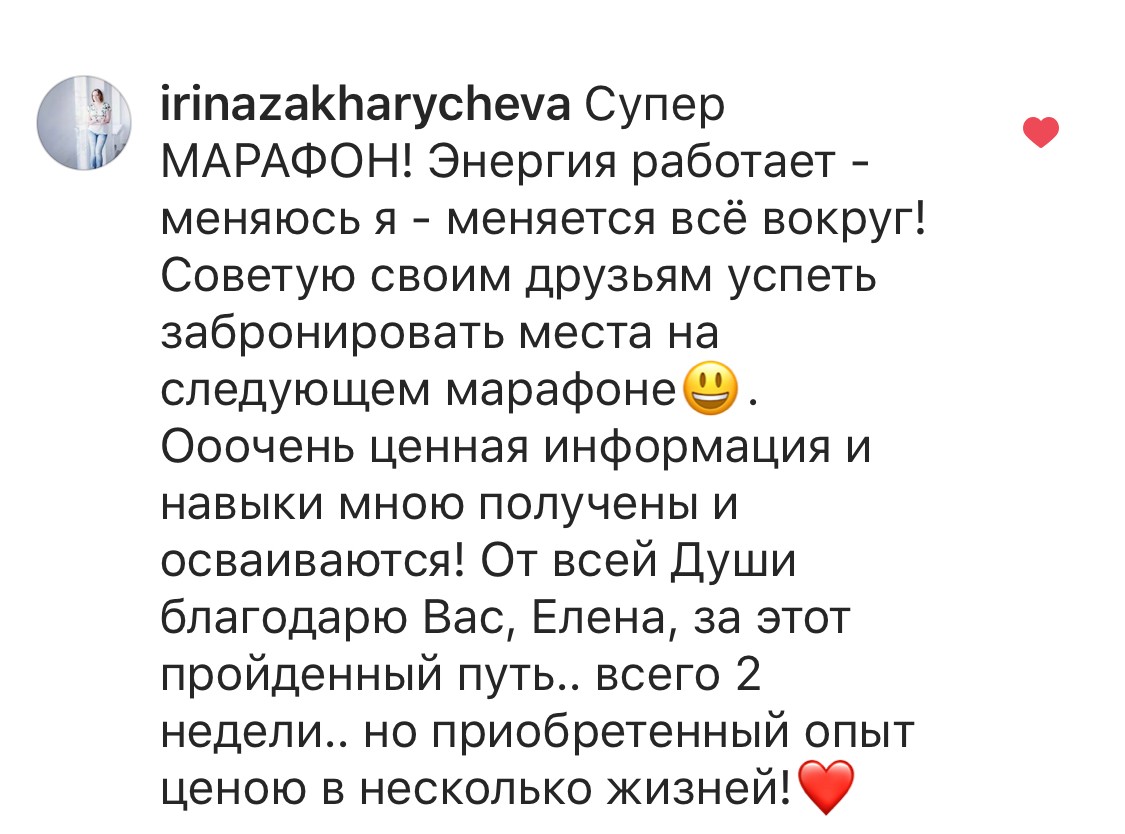 irinazakharycheva Супер
МАРАФОН! Энергия работает -
меняюсь я - меняется всё вокруг!
Советую своим друзьям успеть
забронировать места на
следующем марафоне😃.
Ооочень ценная информация и
навыки мною получены и
осваиваются! От всей Души
благодарю Вас, Елена, за этот
пройденный путь.. всего 2
недели.. но приобретенный опыт
ценою в несколько жизней!❤️